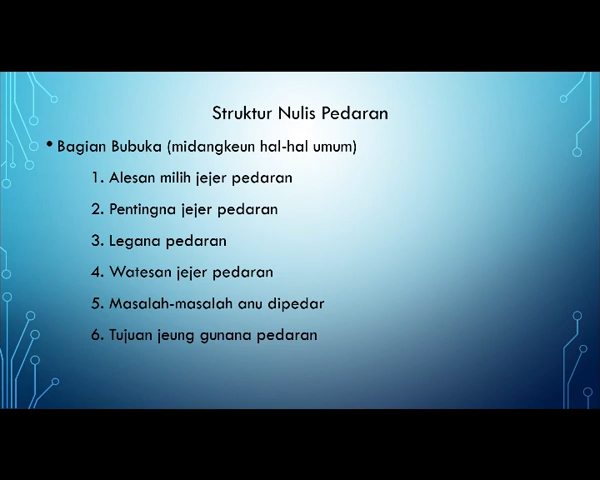 Struktur Nulis Pedaran
• Bagian Bubuka (midangkeun hal-hal umum)
1. Alesan milih jejer pedaran
2. Pentingna jejer pedaran
3. Legana pedaran
4. Watesan jejer pedaran
5. Masalah-masalah anu dipedar
6. Tujuan jeung gunana pedaran